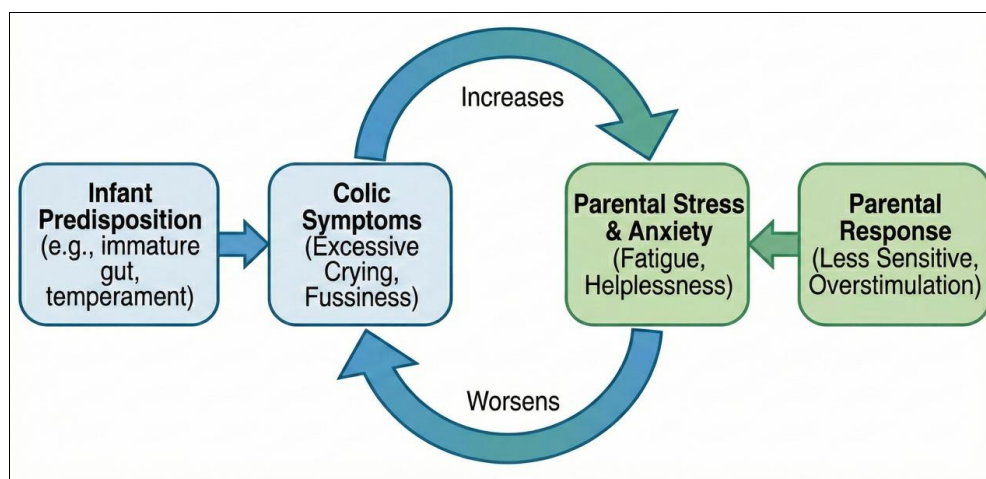 Increases
Infant
Predisposition
(e.g., immature
gut,
temperament)
Colic
Symptoms
(Excessive
Crying,
Fussiness)
Parental Stress
& Anxiety
(Fatigue,
Helplessness)
Parental
Response
(Less Sensitive,
Overstimulation)
Worsens